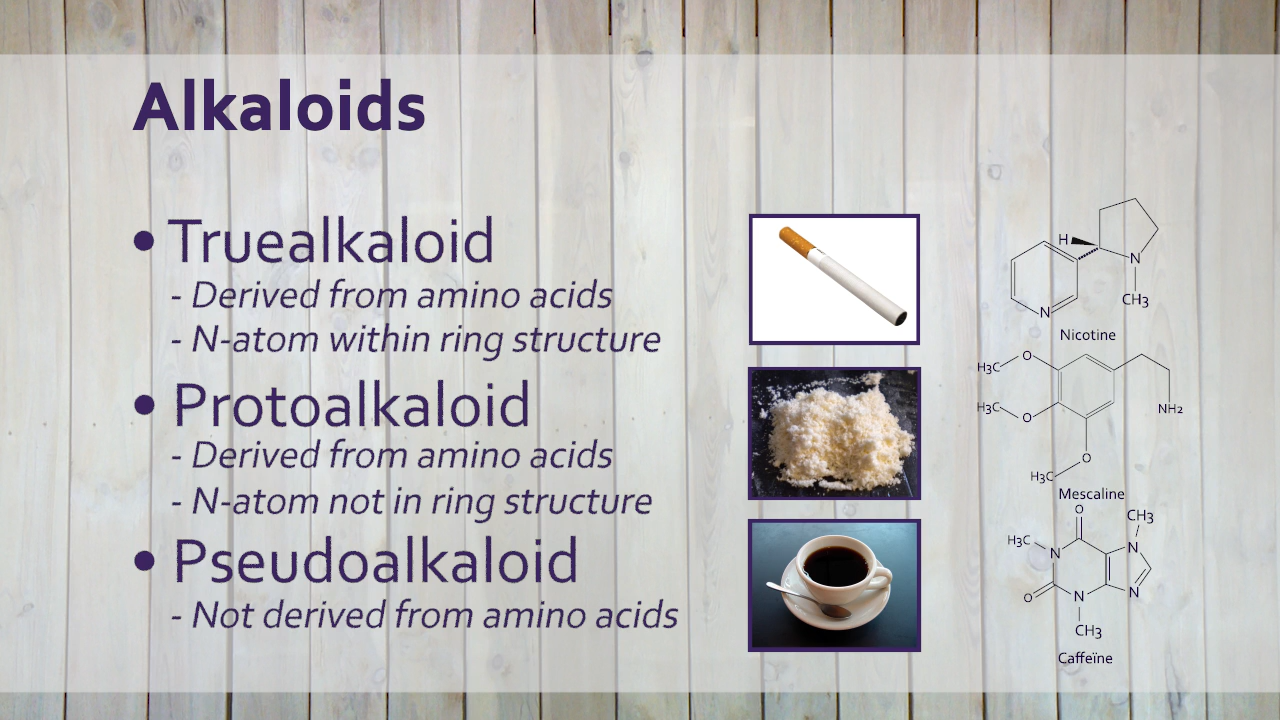 Alkaloids
• Truealkaloid
- Derived from amino acids
- N-atom within ring structure
• Protoalkaloid
- Derived from amino acids
- N-atom not in ring structure
• Pseudoalkaloid
- Not derived from amino acids
H
N
CH3
N
Nicotine
O
H3C
H3C
O
NH2
O
H3C
Mescaline
O
CH3
H3C
N
N
O
N
N
CH3
Caffeïne